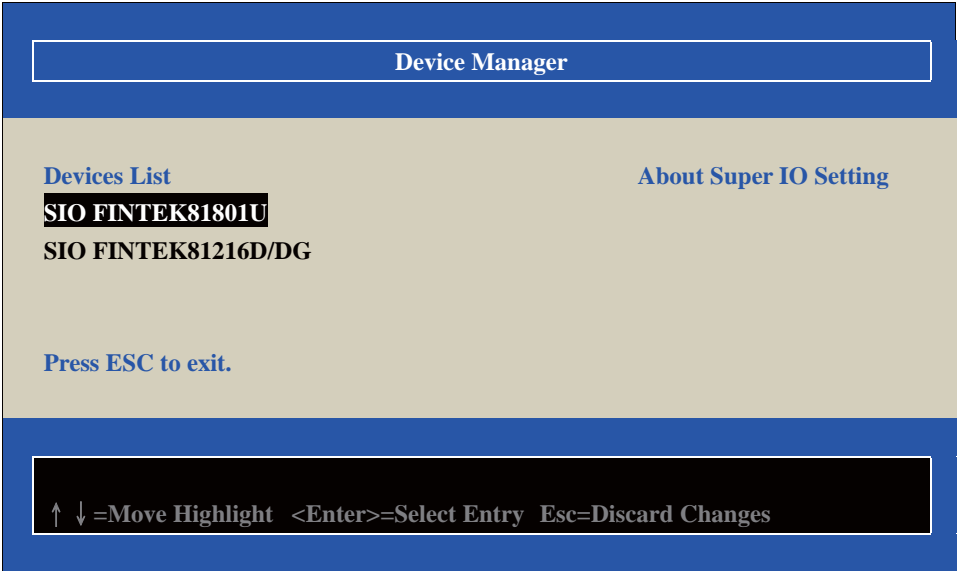 Device Manager
Devices List About Super IO Setting
SIO FINTEK81801U
SIO FINTEK81216D/DG
Press ESC to exit.
↑ ↓=Move Highlight <Enter>=Select Entry Esc=Discard Changes